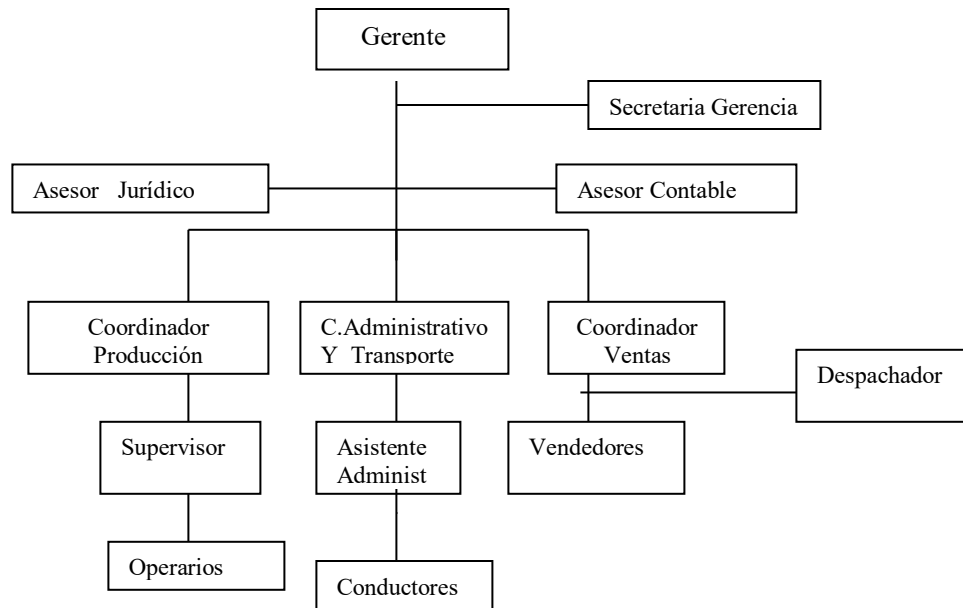 Gerente
Secretaria Gerencia
Asesor Jurídico
Asesor Contable
Coordinador
Producción
C.Administrativo
Y Transporte
Coordinador
Ventas
Despachador
Supervisor
Asistente
Administ
Vendedores
Operarios
Conductores